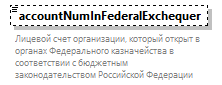 accountNumInFederalExchequer
Лицевой счет организации, который открыт в
органах Федерального казначейства в
соответствии с бюджетным
законодательством Российской Федерации